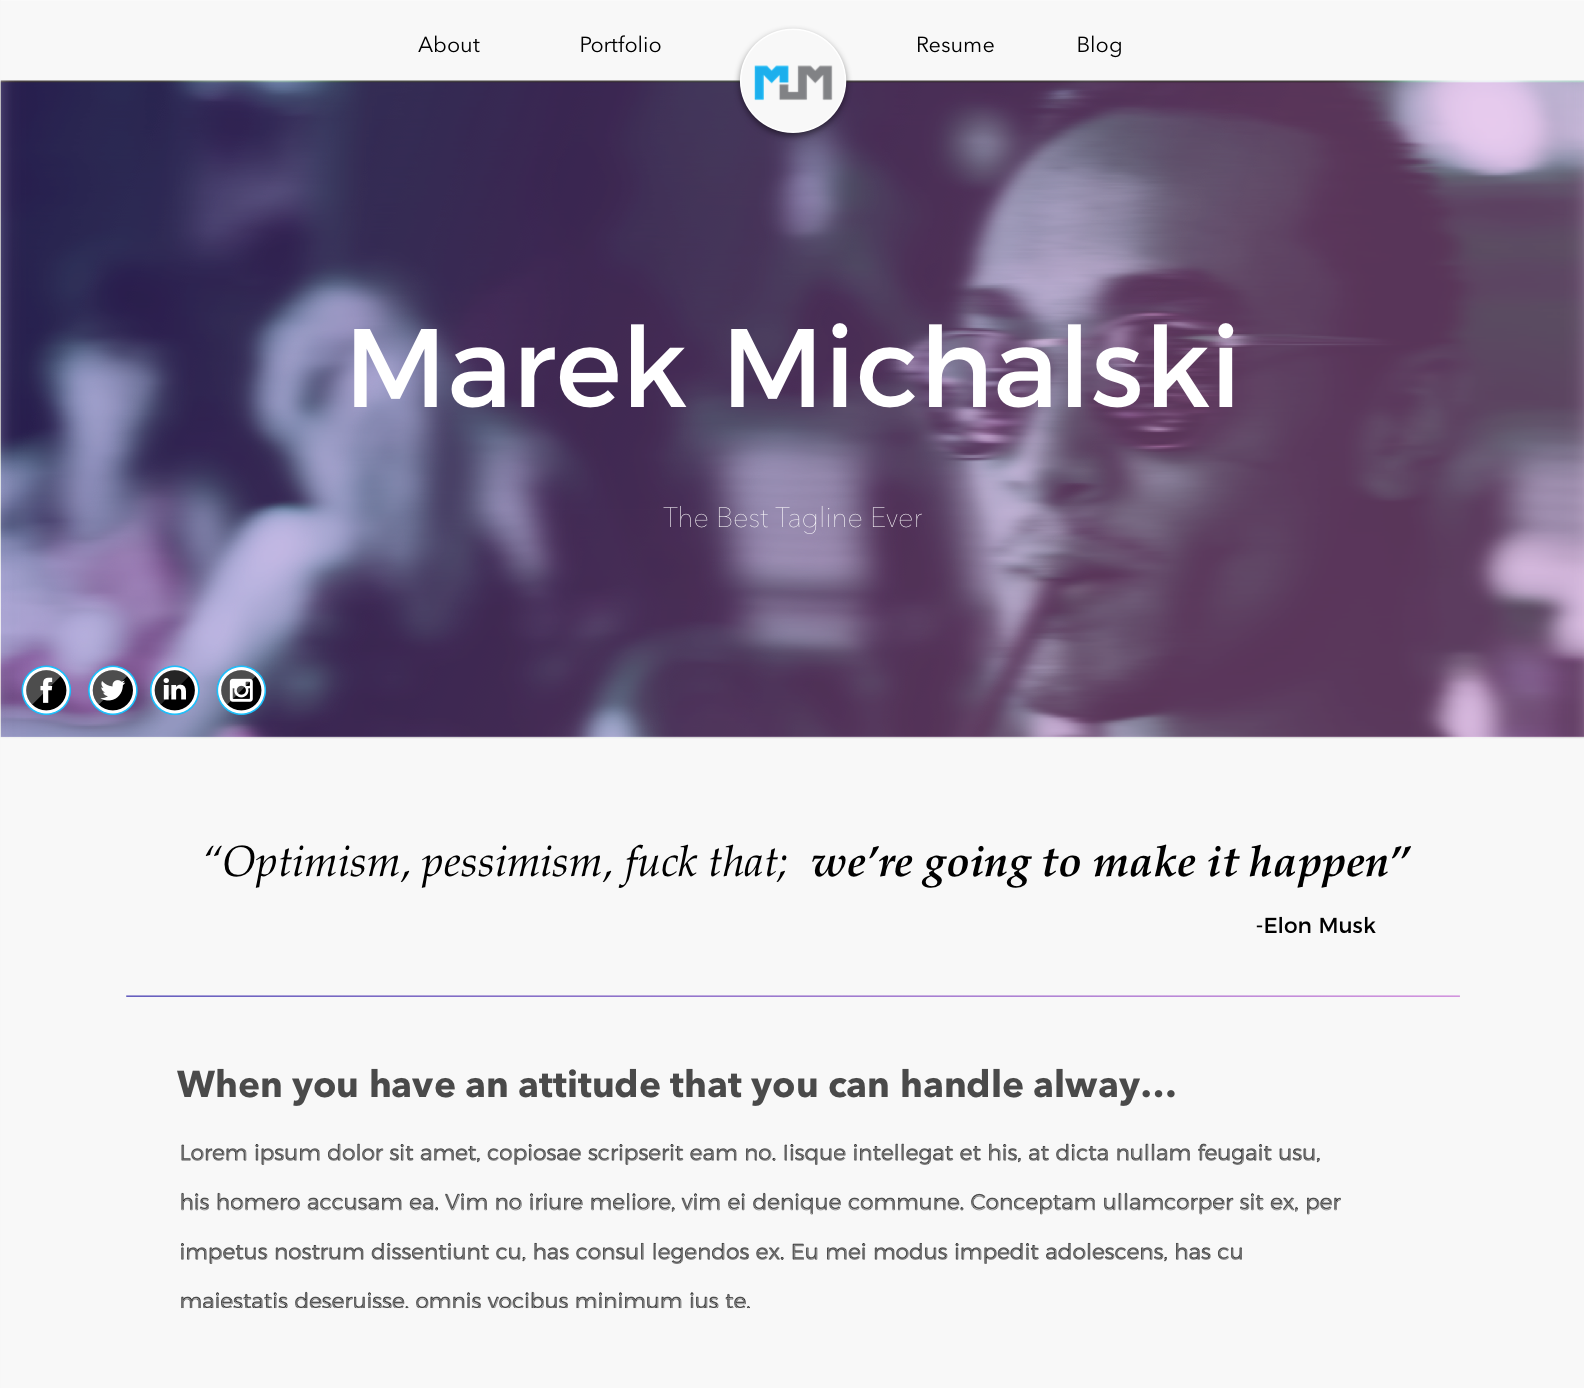 About Portfolio MJM Resume Blog
Marek Michalski
The Best Tagline Ever
“Optimism, pessimism, fuck that; we’re going to make it happen”
-Elon Musk
When you have an attitude that you can handle alway...
Lorem ipsum dolor sit amet, copiosae scripserit eam no. Iisque intellegat et his, at dicta nullam feugait usu,
his homero accusam ea. Vim no iriure meliore, vim ei denique commune. Conceptam ullamcorper sit ex, per
impetus nostrum dissentiunt cu, has consul legendos ex. Eu mei modus impedit adolescens, has cu
maiestatis deseruisse. omnis vocibus minimum ius te.